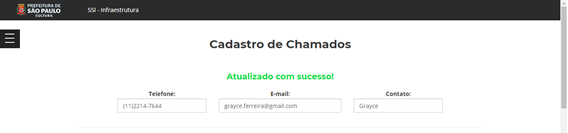 PREFEITURA DE
SÃO PAULO
CULTURA
SSI - Infraestrutura
Cadastro de Chamados
Atualizado com sucesso!
Telefone: E-mail: Contato:
(11)2214-7644 grayce.ferreira@gmail.com Grayce